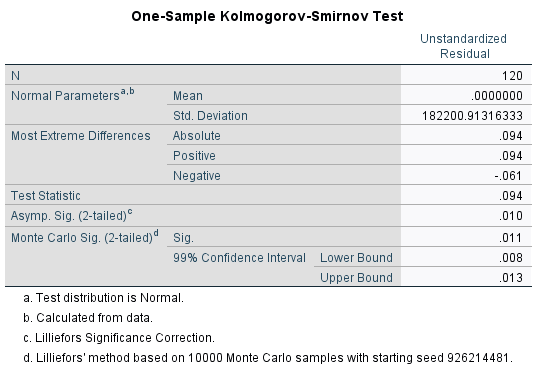 One-Sample Kolmogorov-Smirnov Test
Unstandardized
Residual
N 120
Normal Parametersa,b Mean .0000000
Std. Deviation 182200.91316333
Most Extreme Differences Absolute .094
Positive .094
Negative -.061
Test Statistic .094
Asymp. Sig. (2-tailed)c .010
Monte Carlo Sig. (2-tailed)d Sig. .011
99% Confidence Interval Lower Bound .008
Upper Bound .013
a. Test distribution is Normal.
b. Calculated from data.
c. Lilliefors Significance Correction.
d. Lilliefors' method based on 10000 Monte Carlo samples with starting seed 926214481.